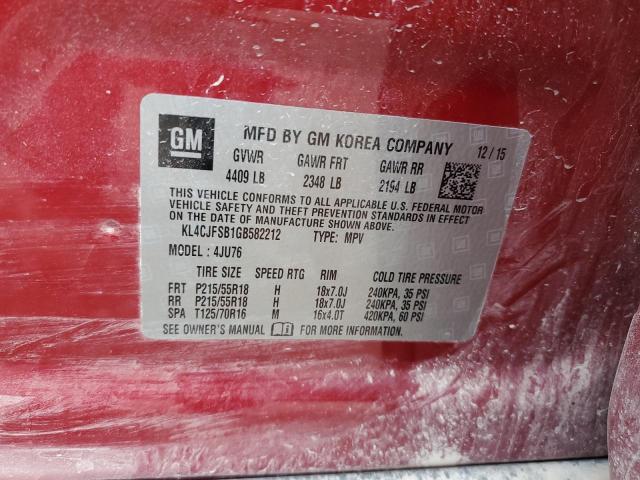 GM MFD BY GM KOREA COMPANY 12/15
GVWR GAWR FRT GAWR RR
4409 LB 2348 LB 2194 LB
THIS VEHICLE CONFORMS TO ALL APPLICABLE U.S. FEDERAL MOTOR
VEHICLE SAFETY AND THEFT PREVENTION STANDARDS IN EFFECT
ON THE DATE OF MANUFACTURE SHOWN ABOVE.
KL4CJFSB1GB582212 TYPE: MPV
MODEL: 4JU76
TIRE SIZE SPEED RTG RIM COLD TIRE PRESSURE
FRT P215/55R18 H 18x7.0J 240KPA, 35 PSI
RR P215/55R18 H 18x7.0J 240KPA, 35 PSI
SPA T125/70R16 M 16x4.0T 420KPA, 60 PSI
SEE OWNER'S MANUAL FOR MORE INFORMATION.